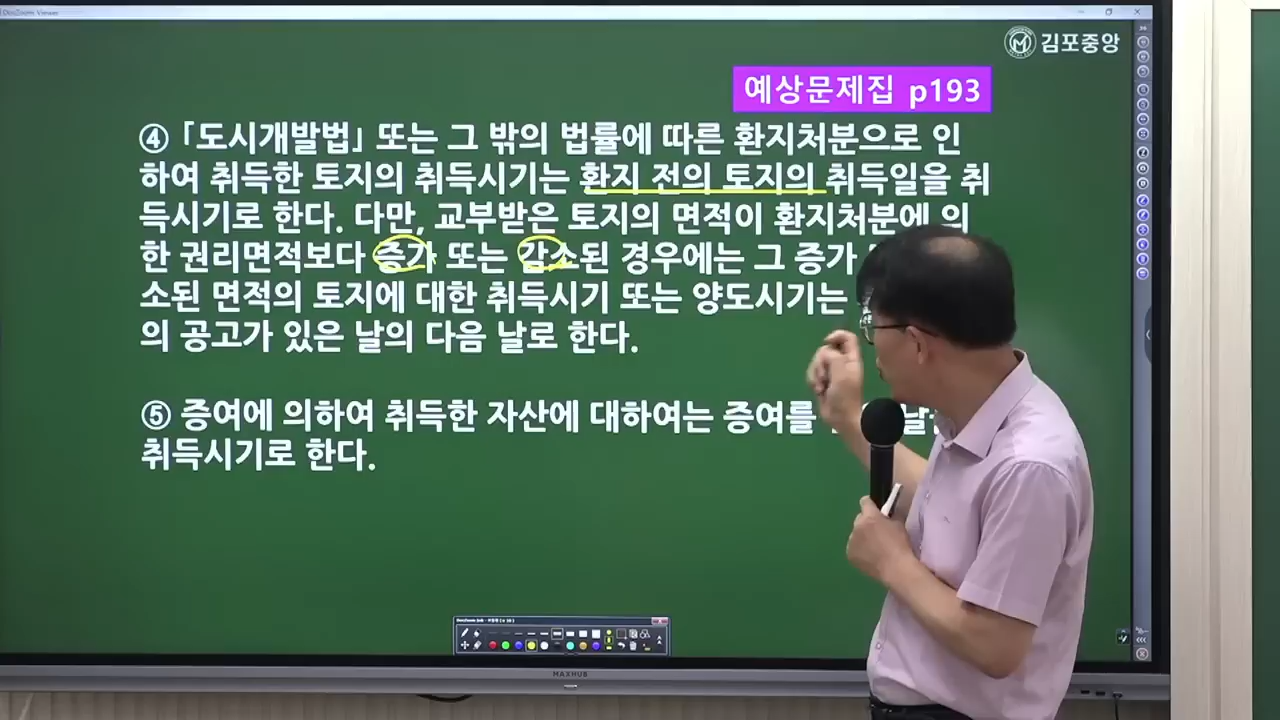 DocZoom Viewer
김포중앙
예상문제집 p193
④ 「도시개발법」 또는 그 밖의 법률에 따른 환지처분으로 인
하여 취득한 토지의 취득시기는 환지 전의 토지의 취득일을 취
득시기로 한다. 다만, 교부받은 토지의 면적이 환지처분에 의
한 권리면적보다 증가 또는 감소된 경우에는 그 증가
소된 면적의 토지에 대한 취득시기 또는 양도시기는
의 공고가 있은 날의 다음 날로 한다.
⑤ 증여에 의하여 취득한 자산에 대하여는 증여를
취득시기로 한다.
MAXHUB